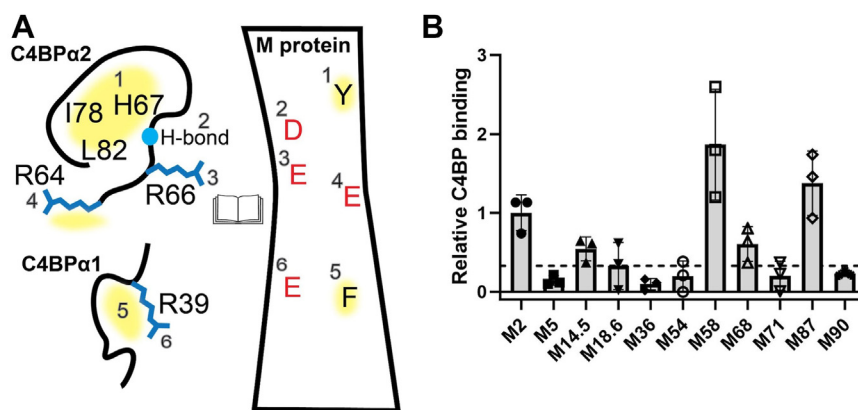 A
C4BPα2
1
I78 H67
2
H-bond
L82
R64
4
R66
3
C4BPα1
5
R39
6
M protein
1
Y
2
D
3
E
4
E
6
E
5
F
B
Relative C4BP binding
3
2
1
0
M2
M5
M14.5
M18.6
M36
M54
M58
M68
M71
M87
M90